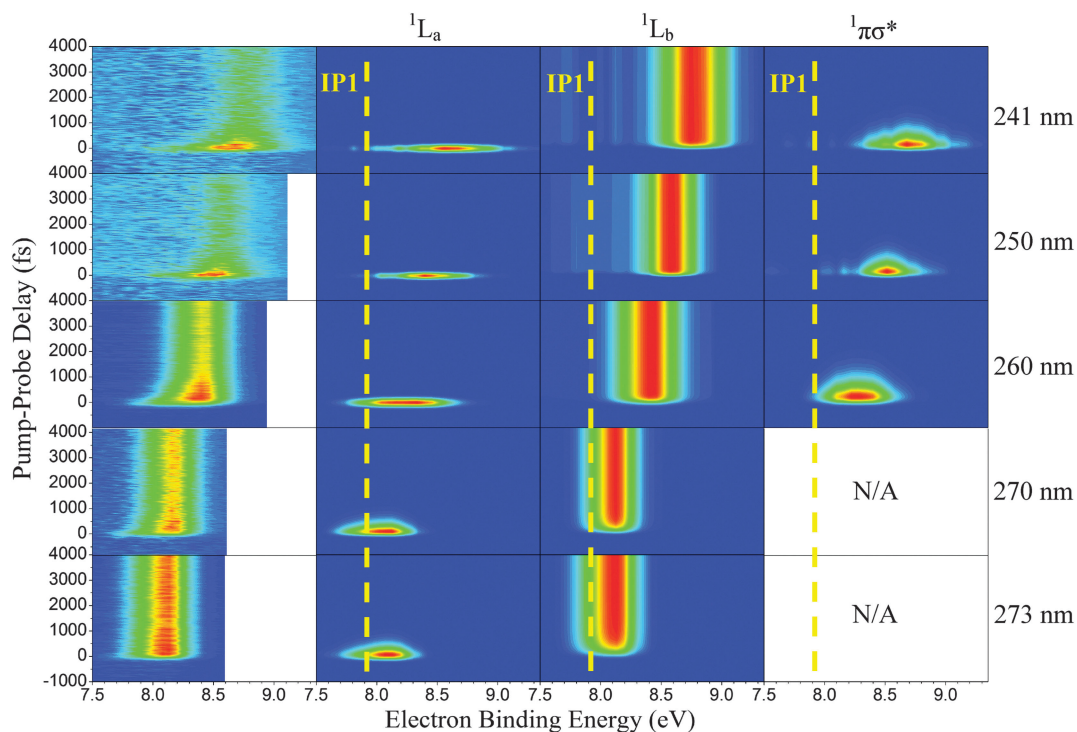 ¹Lₐ ¹L_b ¹πσ*
4000
3000
2000
1000
0
IP1 IP1 IP1
241 nm
4000
3000
2000
1000
0
250 nm
4000
3000
2000
1000
0
260 nm
4000
3000
2000
1000
0
N/A
270 nm
4000
3000
2000
1000
0
-1000
N/A
273 nm
Pump-Probe Delay (fs)
7.5 8.0 8.5 9.0 7.5 8.0 8.5 9.0 7.5 8.0 8.5 9.0 7.5 8.0 8.5 9.0
Electron Binding Energy (eV)